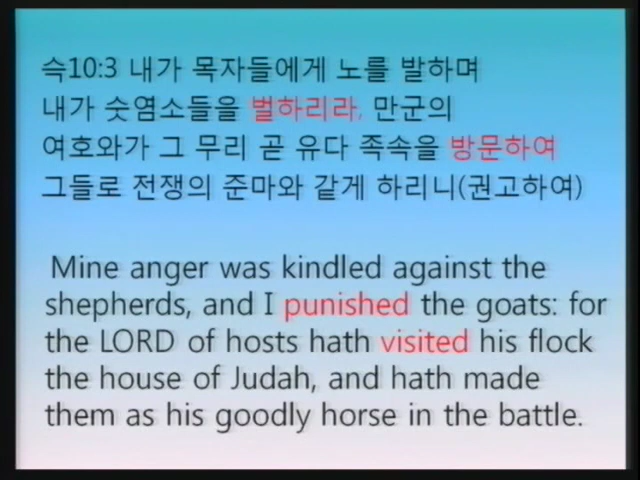 슥10:3 내가 목자들에게 노를 발하며
내가 숫염소들을 벌하리라, 만군의
여호와가 그 무리 곧 유다 족속을 방문하여
그들로 전쟁의 준마와 같게 하리니(권고하여)
Mine anger was kindled against the
shepherds, and I punished the goats: for
the LORD of hosts hath visited his flock
the house of Judah, and hath made
them as his goodly horse in the battle.